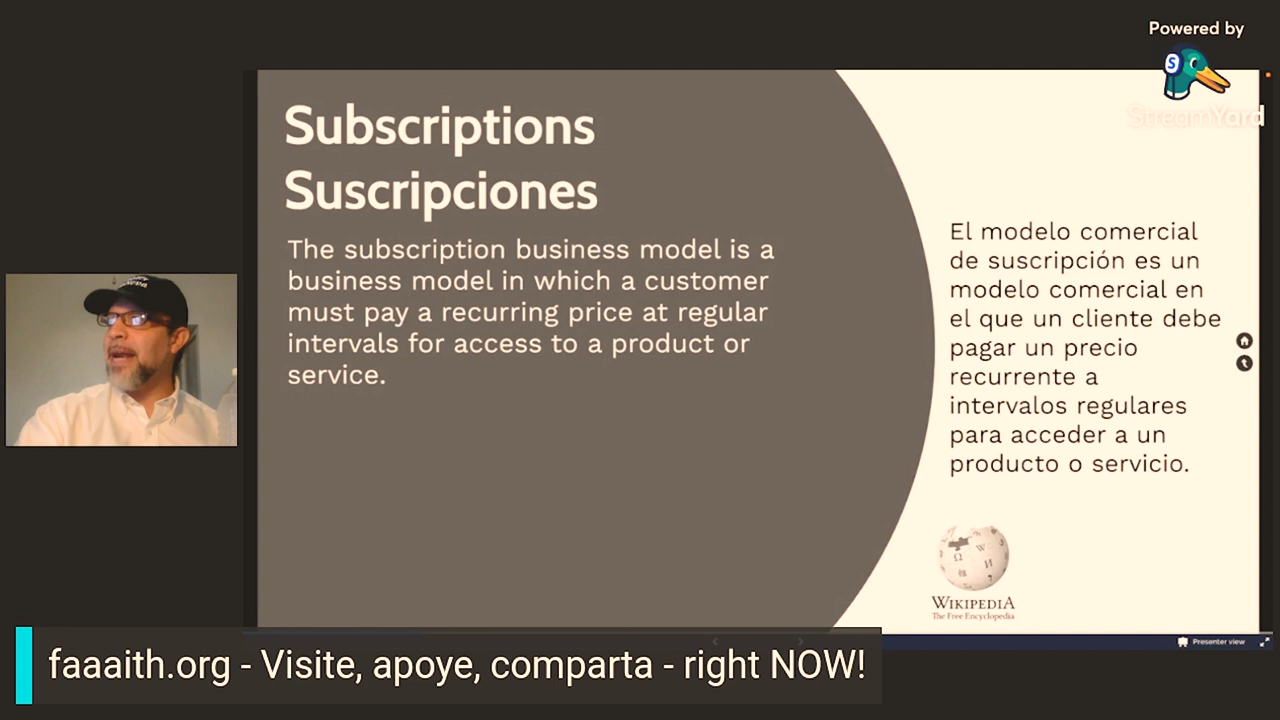 Powered by
StreamYard
Subscriptions
Suscripciones
The subscription business model is a
business model in which a customer
must pay a recurring price at regular
intervals for access to a product or
service.
El modelo comercial
de suscripción es un
modelo comercial en
el que un cliente debe
pagar un precio
recurrente a
intervalos regulares
para acceder a un
producto o servicio.
WIKIPEDIA
The Free Encyclopedia
Presenter view
faaaith.org - Visite, apoye, comparta - right NOW!